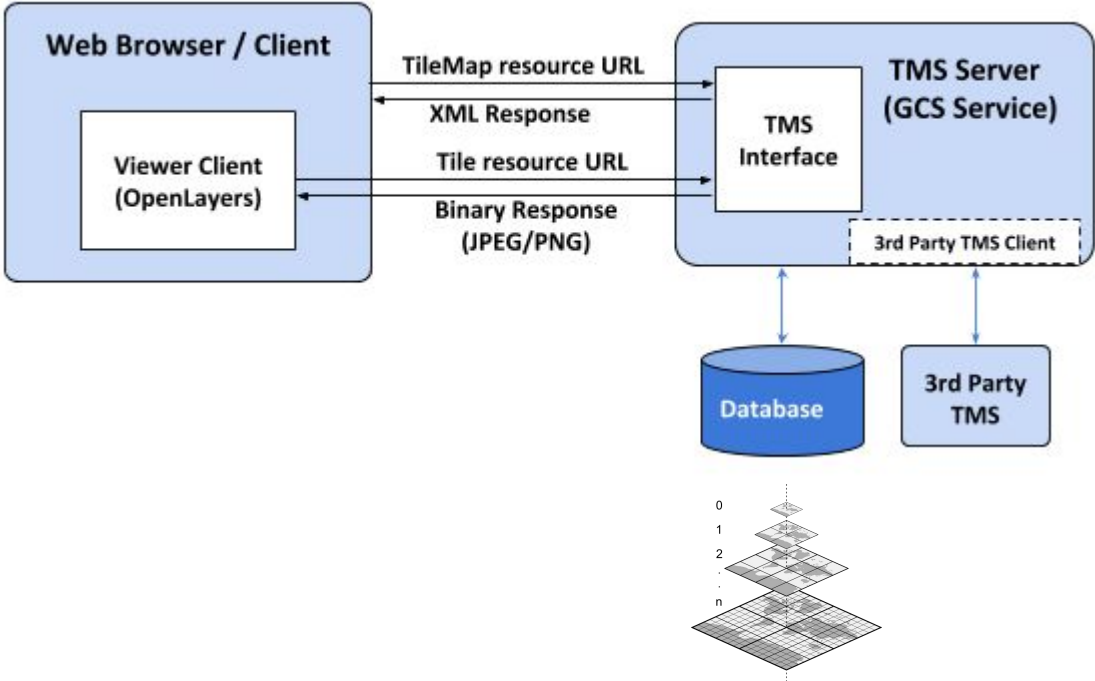 Web Browser / Client
Viewer Client
(OpenLayers)
TileMap resource URL
XML Response
Tile resource URL
Binary Response
(JPEG/PNG)
TMS Server
(GCS Service)
TMS
Interface
3rd Party TMS Client
Database
3rd Party
TMS
0
1
2
.
.
n